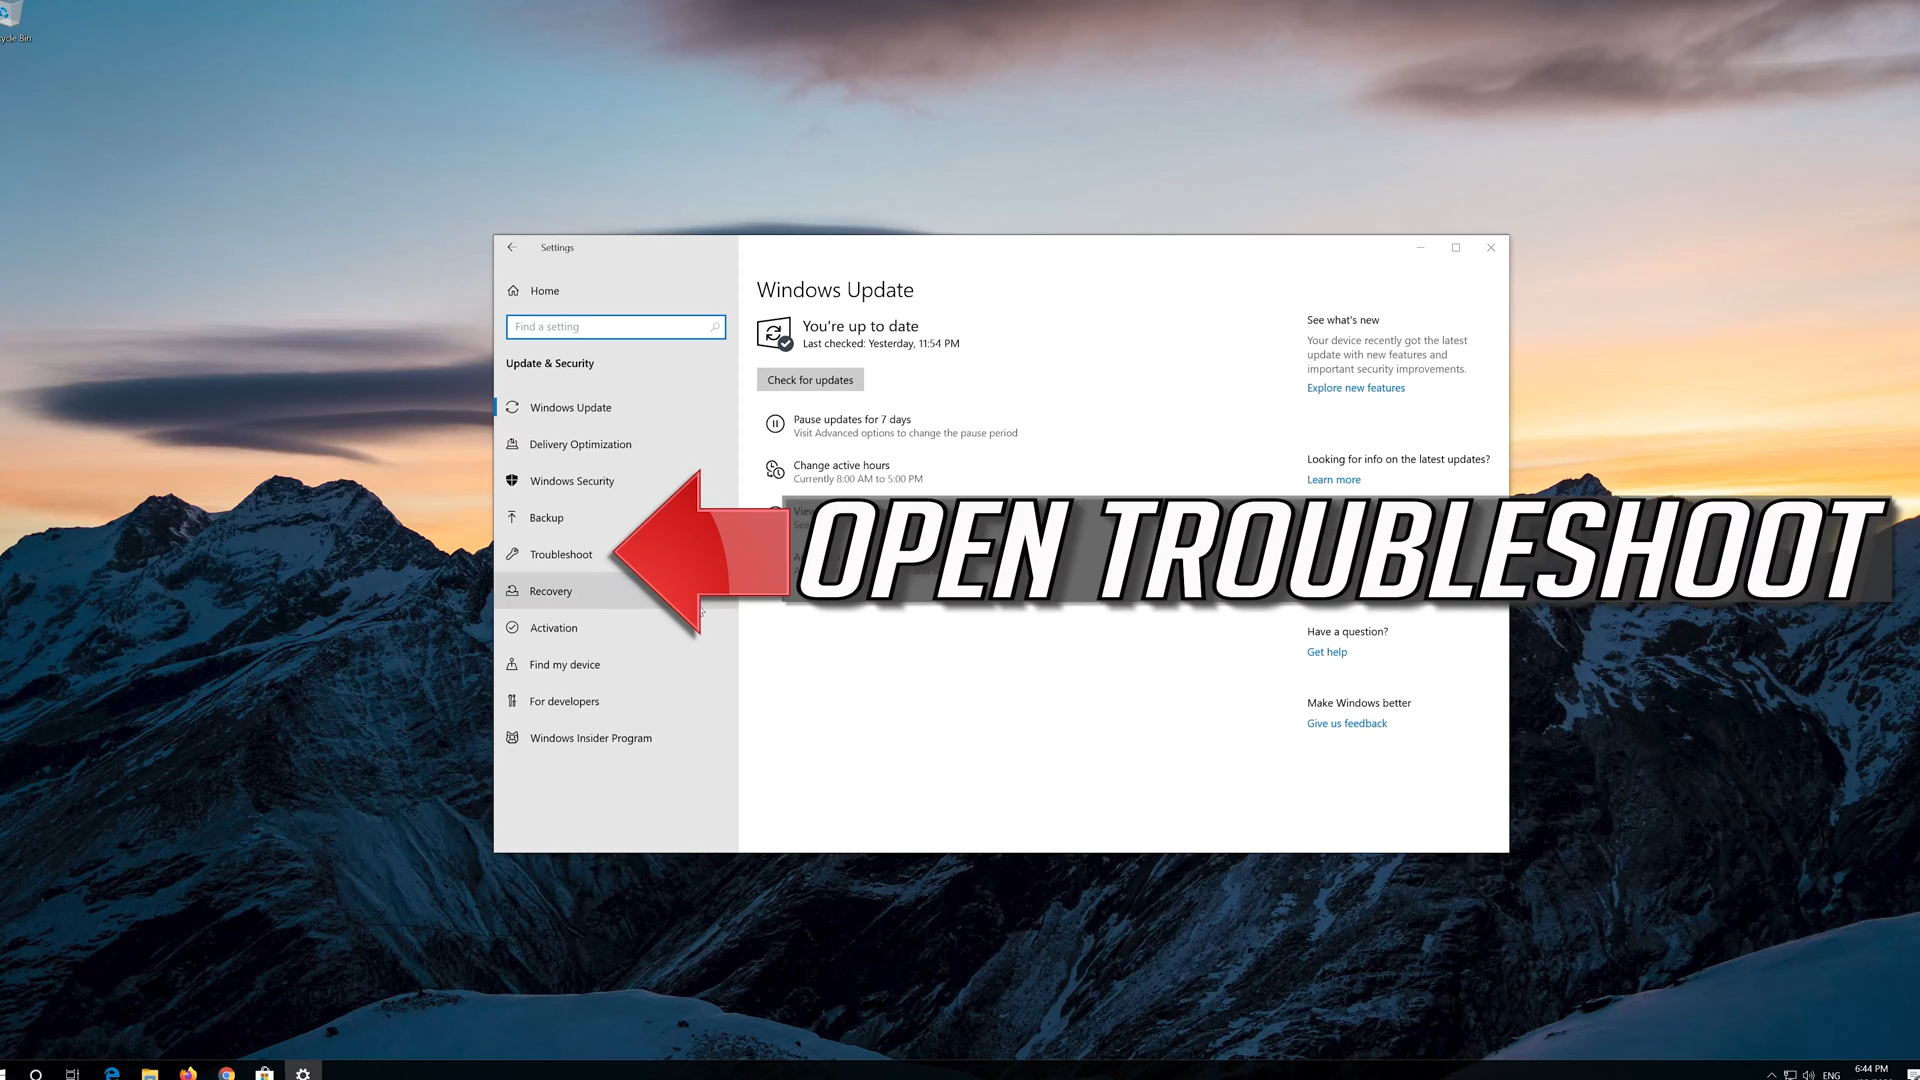 Settings
Home
Find a setting
Update & Security
Windows Update
Delivery Optimization
Windows Security
Backup
Troubleshoot
Recovery
Activation
Find my device
For developers
Windows Insider Program
Windows Update
You're up to date
Last checked: Yesterday, 11:54 PM
Check for updates
Pause updates for 7 days
Visit Advanced options to change the pause period
Change active hours
Currently 8:00 AM to 5:00 PM
OPEN TROUBLESHOOT
See what's new
Your device recently got the latest
update with new features and
important security improvements.
Explore new features
Looking for info on the latest updates?
Learn more
Have a question?
Get help
Make Windows better
Give us feedback
ENG
6:44 PM